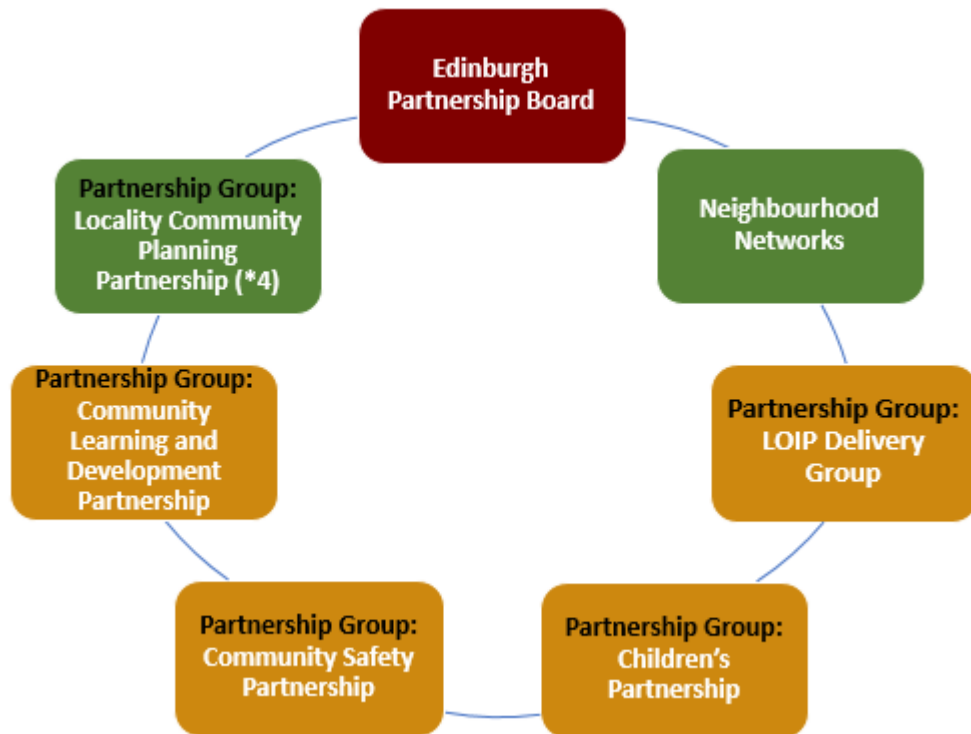 Edinburgh
Partnership Board
Partnership Group:
Locality Community
Planning
Partnership (*4)
Neighbourhood
Networks
Partnership Group:
Community
Learning and
Development
Partnership
Partnership Group:
LOIP Delivery
Group
Partnership Group:
Community Safety
Partnership
Partnership Group:
Children’s
Partnership